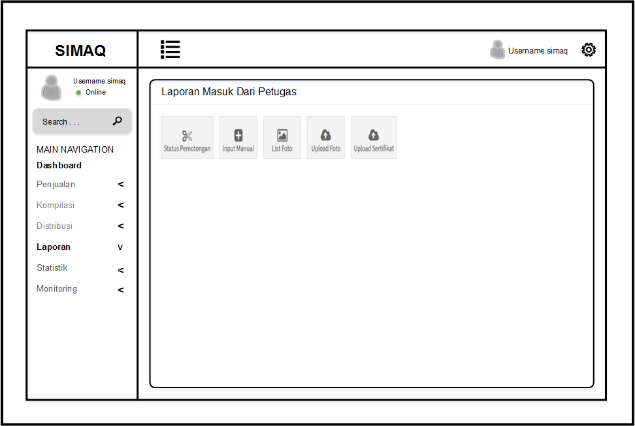 SIMAQ
Username.simaq
Username.simaq
Online
Search . . .
MAIN NAVIGATION
Dashboard
Penjualan <
Kompilasi <
Distribusi <
Laporan v
Statistik <
Monitoring <
Laporan Masuk Dari Petugas
Status Pemotongan
Input Manual
List Foto
Upload Foto
Upload Sertifikat